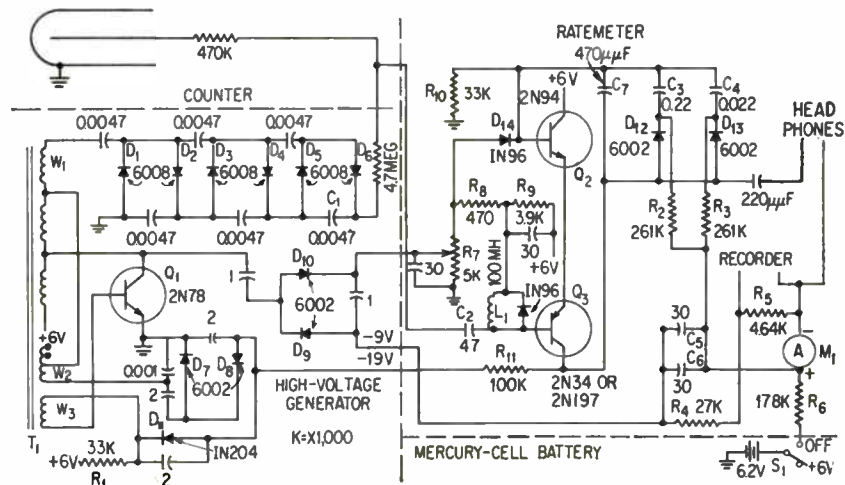 RATEMETER
470µµF
470K
COUNTER
R10 33K
+6V
2N94
C7
C3
0.22
C4
0.022
HEAD
PHONES
0.0047
0.0047
0.0047
D14
IN96
D12
6002
D13
6002
W1
D1
D2
D3
D4
D5
D6
6008
6008
6008
4.7MEG
Q2
R8
470
R9
3.9K
220µµF
C1
0.0047
0.0047
0.0047
R2
261K
R3
261K
30
R7
5K
100MH
30
+6V
RECORDER
Q1
2N78
1
D10
6002
D9
1
IN96
Q3
L1
C2
47
R5
4.64K
30
C5
C6
30
A
M1
-
+
+6V
W2
2
-9V
-19V
0.001
2
D7
6002
D8
HIGH-VOLTAGE
GENERATOR
R11
100K
2N34 OR
2N197
178K
R6
R4 27K
W3
D11
IN204
K=X1,000
T1
33K
+6V
R1
2
MERCURY-CELL BATTERY
OFF
6.2V
S1
+6V